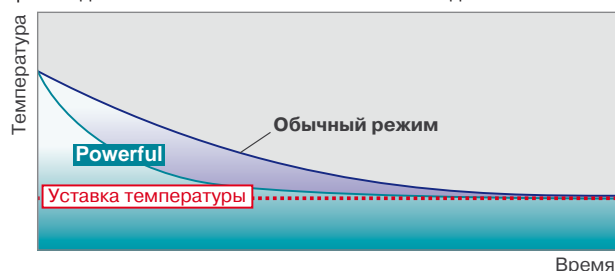 Температура
Обычный режим
Powerful
Уставка температуры
Время